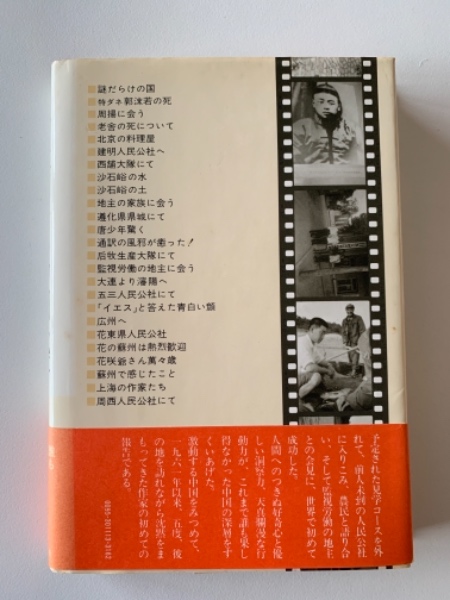 謎だらけの国
特ダネ郭沫若の死
周揚に会う
老舎の死について
北京の料理屋
建明人民公社へ
西舗大隊にて
沙石峪の水
沙石峪の土
地主の家族に会う
遵化県県城にて
唐少年驚く
通訳の風邪が癒った!
后牧生産大隊にて
監視労働の地主に会う
大連より瀋陽へ
五三人民公社にて
「イエス」と答えた青白い顔
広州へ
花東県人民公社
花の蘇州は熱烈歓迎
花咲爺さん萬々歳
蘇州で感じたこと
上海の作家たち
周西人民公社にて
予定された見学コースを外
れて、前人未到の人民公社
に入りこみ、農民と語り合
い、そして監視労働の地主
との会見に、世界で初めて
成功した。
人間へのつきぬ好奇心と優
しい洞察力、天真爛漫な行
動力が、これまで誰も果し
得なかった中国の深層をす
くいあげた。
激動する中国をみつめて、
一九六一年以来、五度、彼
の地を訪れながら沈黙をま
もってきた作家の初めての
報告である。